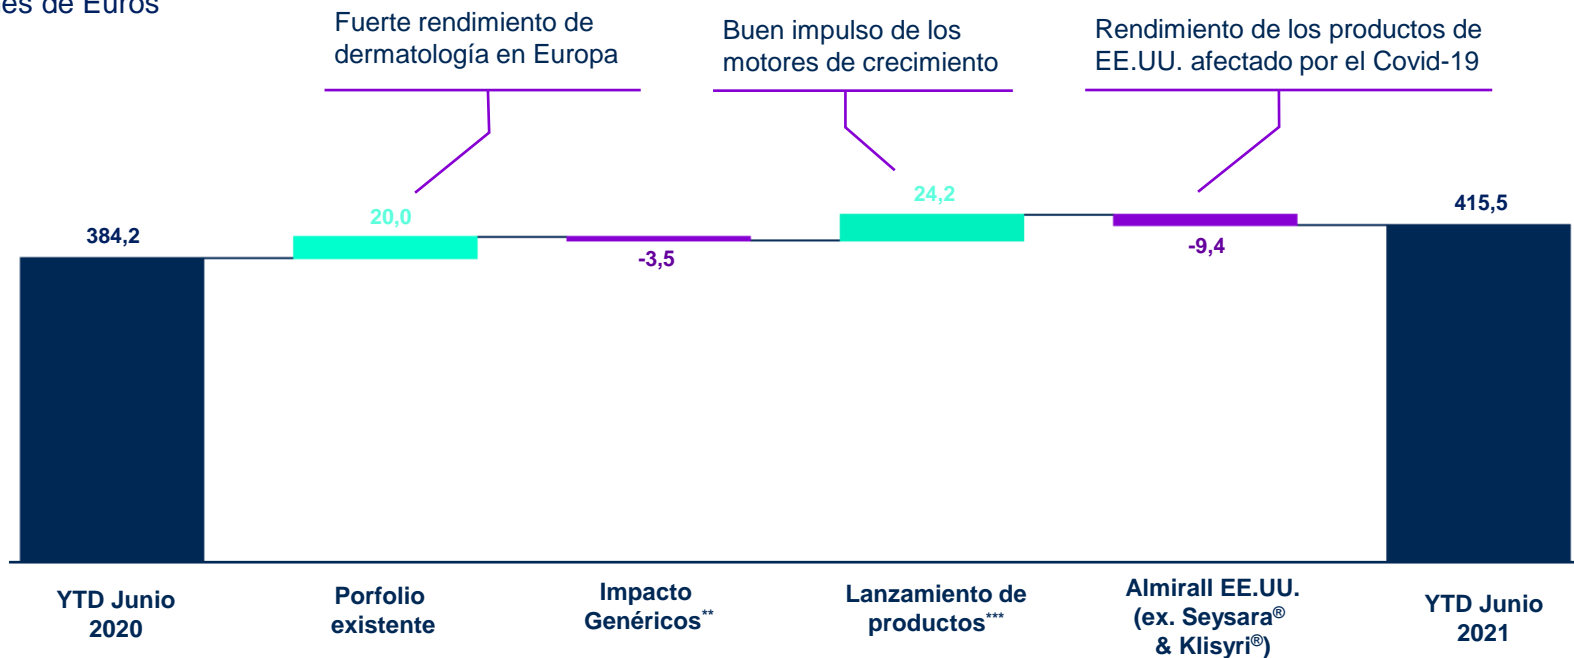 de Euros
Fuerte rendimiento de
dermatología en Europa
Buen impulso de los
motores de crecimiento
Rendimiento de los productos de
EE.UU. afectado por el Covid-19
384,2
20,0
-3,5
24,2
-9,4
415,5
YTD Junio
2020
Porfolio
existente
Impacto
Genéricos**
Lanzamiento de
productos***
Almirall EE.UU.
(ex. Seysara®
& Klisyri®)
YTD Junio
2021